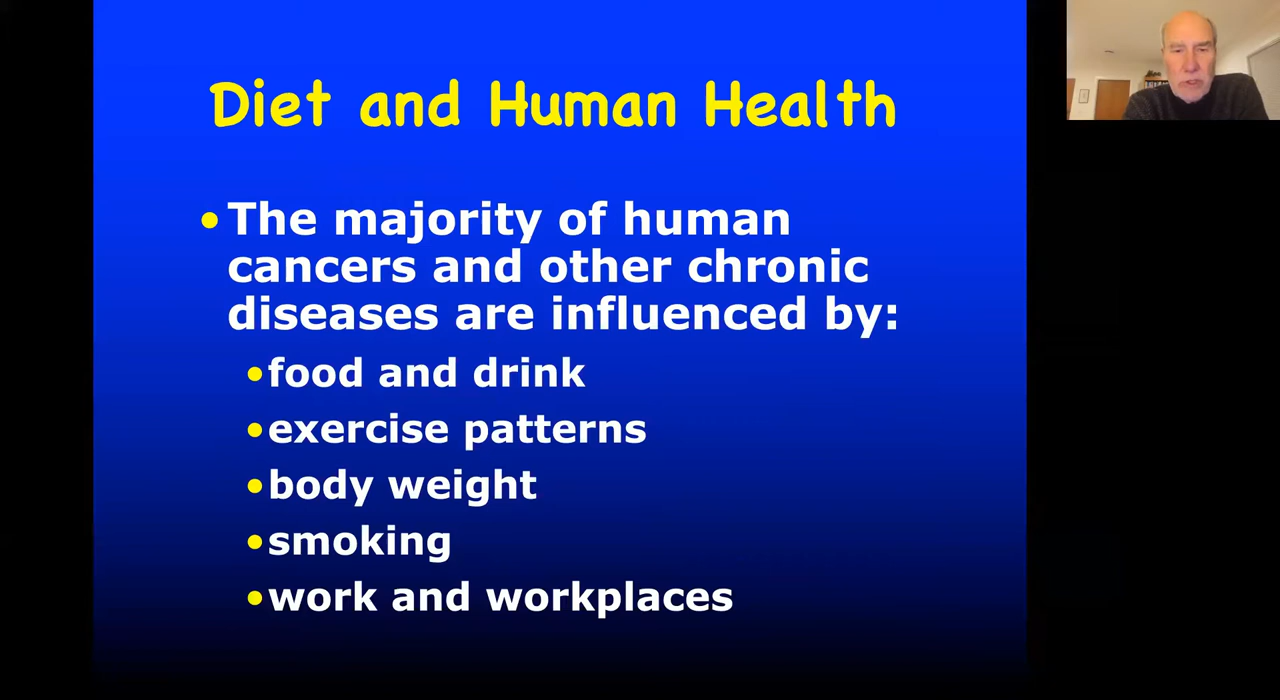 Diet and Human Health
•The majority of human
cancers and other chronic
diseases are influenced by:
•food and drink
•exercise patterns
•body weight
•smoking
•work and workplaces